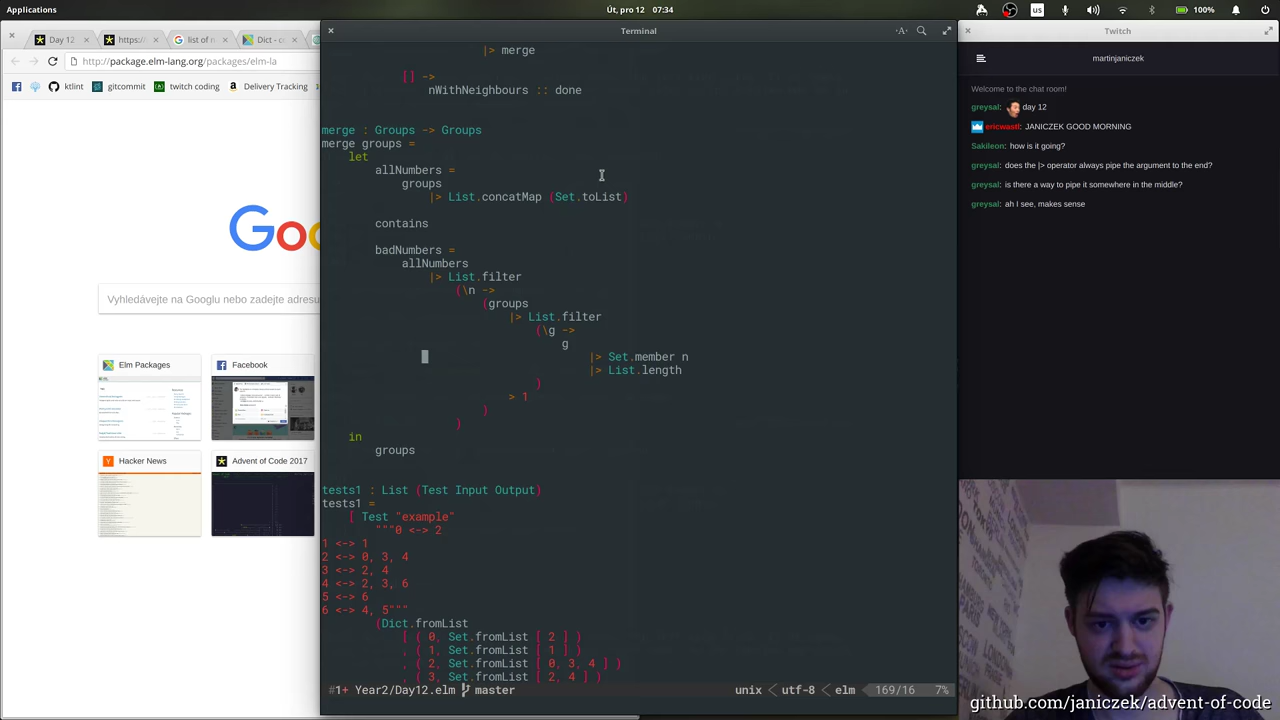 Applications
Út, pro 12 07:34
us
100%
Day 12
https:/
list of n
Dict - c
http://package.elm-lang.org/packages/elm-la
ktlint
gitcommit
twitch coding
Delivery Tracking
Vyhledávejte na Googlu nebo zadejte adresu
Elm Packages
Facebook
Hacker News
Advent of Code 2017
Terminal
|> merge
[] ->
nWithNeighbours :: done
merge : Groups -> Groups
merge groups =
let
allNumbers =
groups
|> List.concatMap (Set.toList)
contains
badNumbers =
allNumbers
|> List.filter
(\n ->
(groups
|> List.filter
(\g ->
g
|> Set.member n
|> List.length
)
> 1
)
)
in
groups
tests1 : List (Test Input Output)
tests1 =
[ Test "example"
"""0 <-> 2
1 <-> 1
2 <-> 0, 3, 4
3 <-> 2, 4
4 <-> 2, 3, 6
5 <-> 6
6 <-> 4, 5"""
(Dict.fromList
[ ( 0, Set.fromList [ 2 ] )
, ( 1, Set.fromList [ 1 ] )
, ( 2, Set.fromList [ 0, 3, 4 ] )
, ( 3, Set.fromList [ 2, 4 ] )
#1+ Year2/Day12.elm master
unix < utf-8 < elm 169/16 7%
Twitch
martinjaniczek
Welcome to the chat room!
greysal: day 12
ericwastl: JANICZEK GOOD MORNING
Sakileon: how is it going?
greysal: does the |> operator always pipe the argument to the end?
greysal: is there a way to pipe it somewhere in the middle?
greysal: ah I see, makes sense
github.com/janiczek/advent-of-code